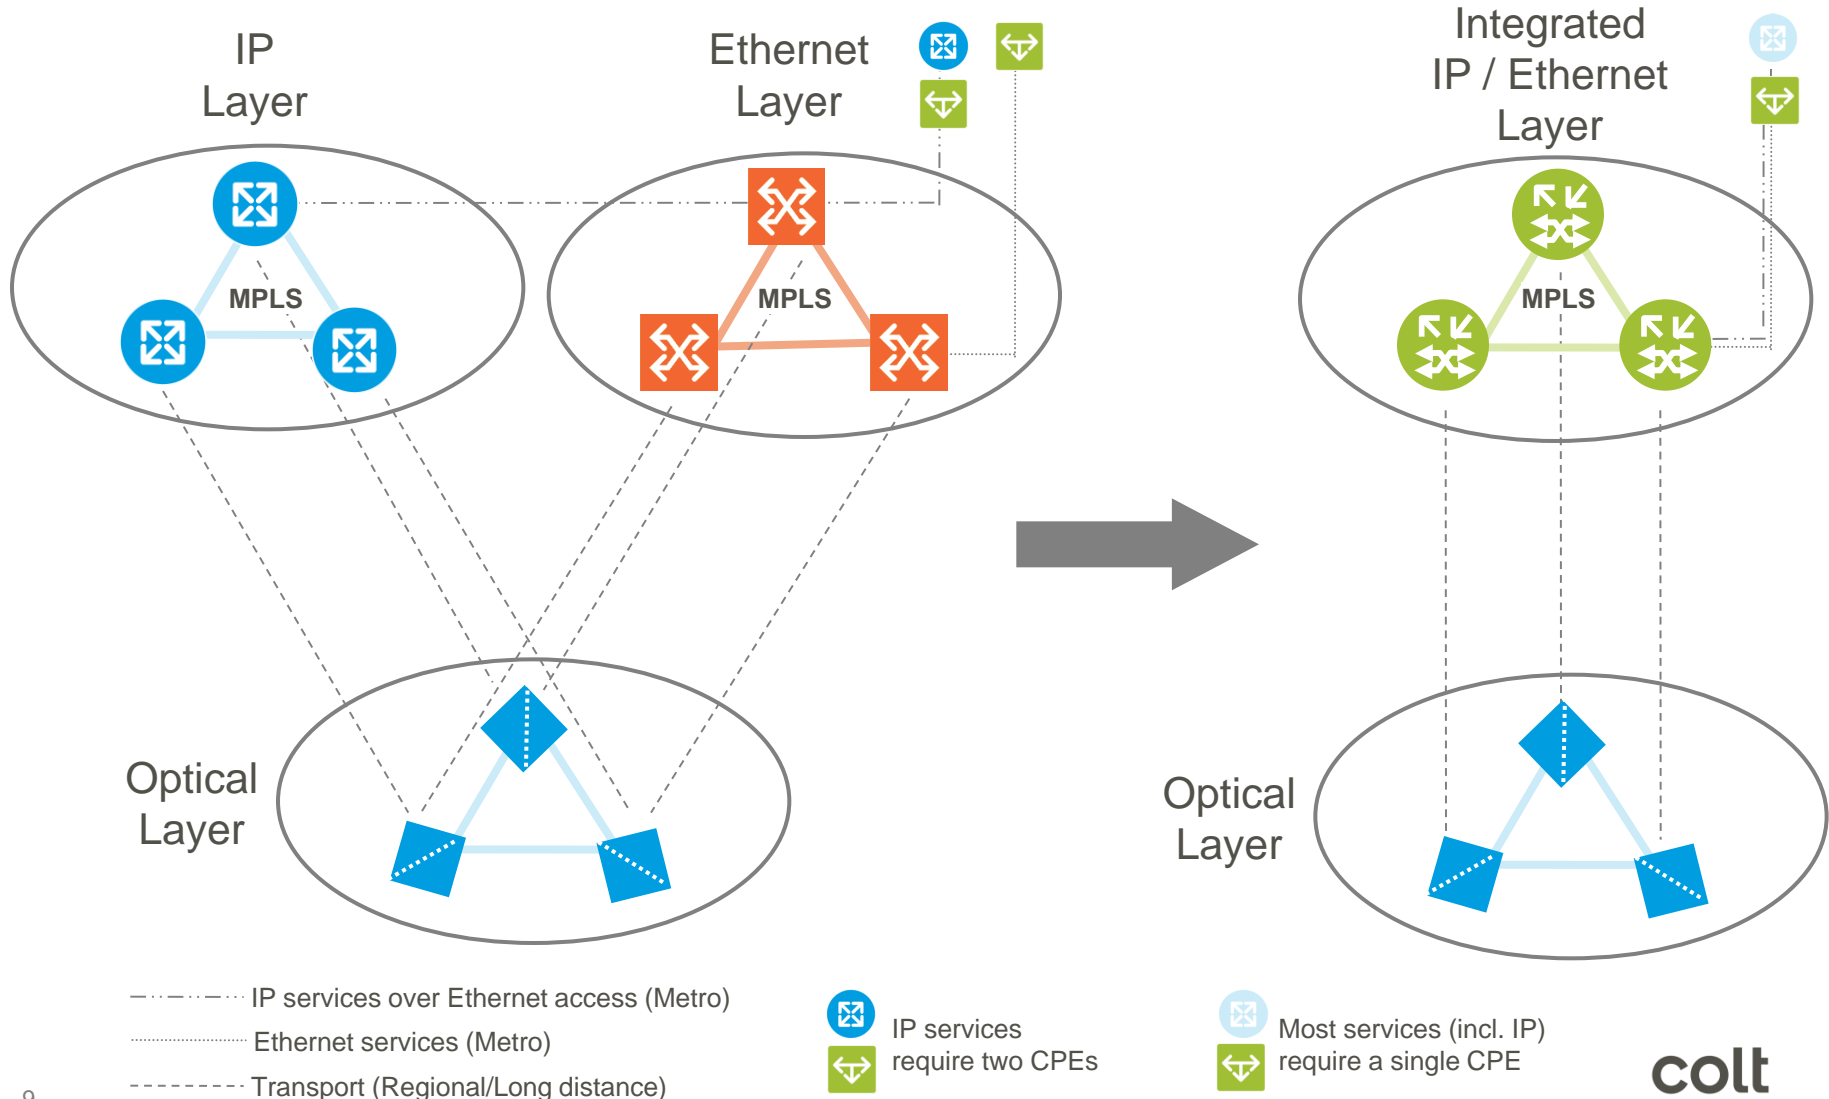 IP
Layer
Ethernet
Layer
Integrated
IP / Ethernet
Layer
MPLS
MPLS
MPLS
Optical
Layer
Optical
Layer
IP services over Ethernet access (Metro)
Ethernet services (Metro)
Transport (Regional/Long distance)
IP services
require two CPEs
Most services (incl. IP)
require a single CPE
colt
9